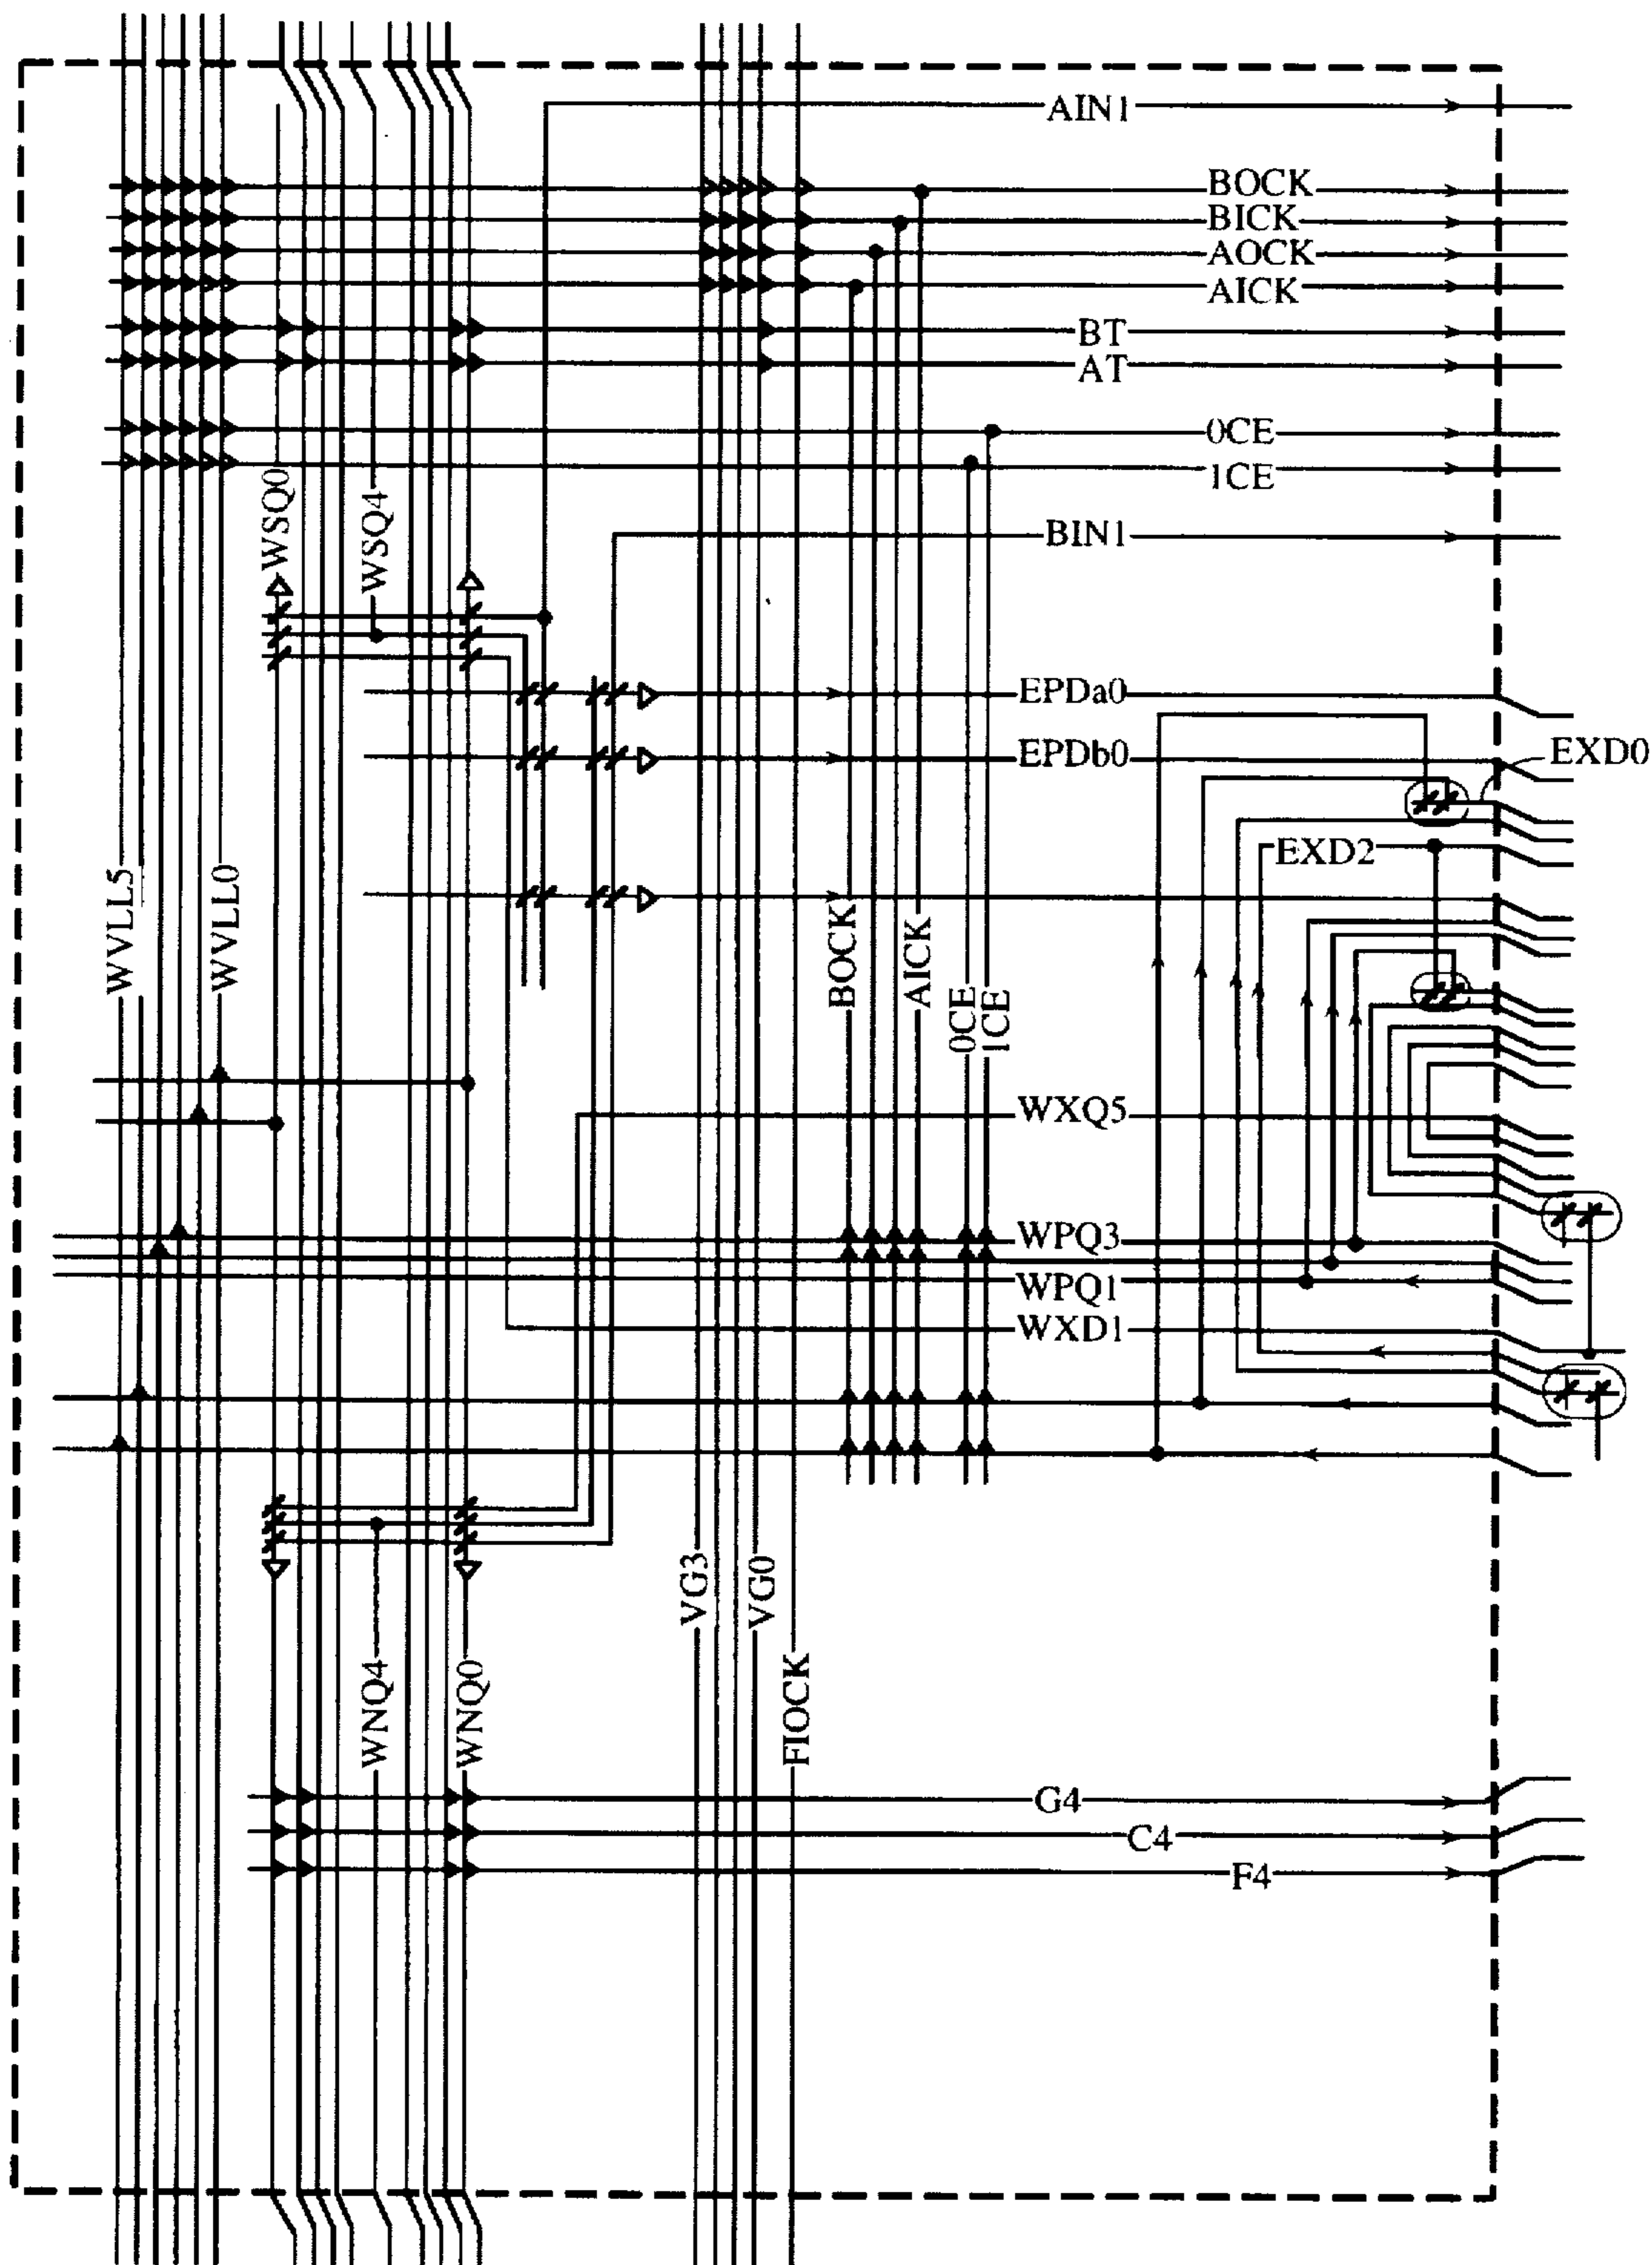 AIN1
BOCK
BICK
AOCK
AICK
BT
AT
0CE
1CE
WSQ0
WSQ4
BIN1
EPDa0
EPDb0
EXD0
EXD2
WVLL5
WVLL0
BOCK
AICK
0CE
1CE
WXQ5
WPQ3
WPQ1
WXD1
VG3
VG0
FIOCK
WNQ4
WNQ0
G4
C4
F4